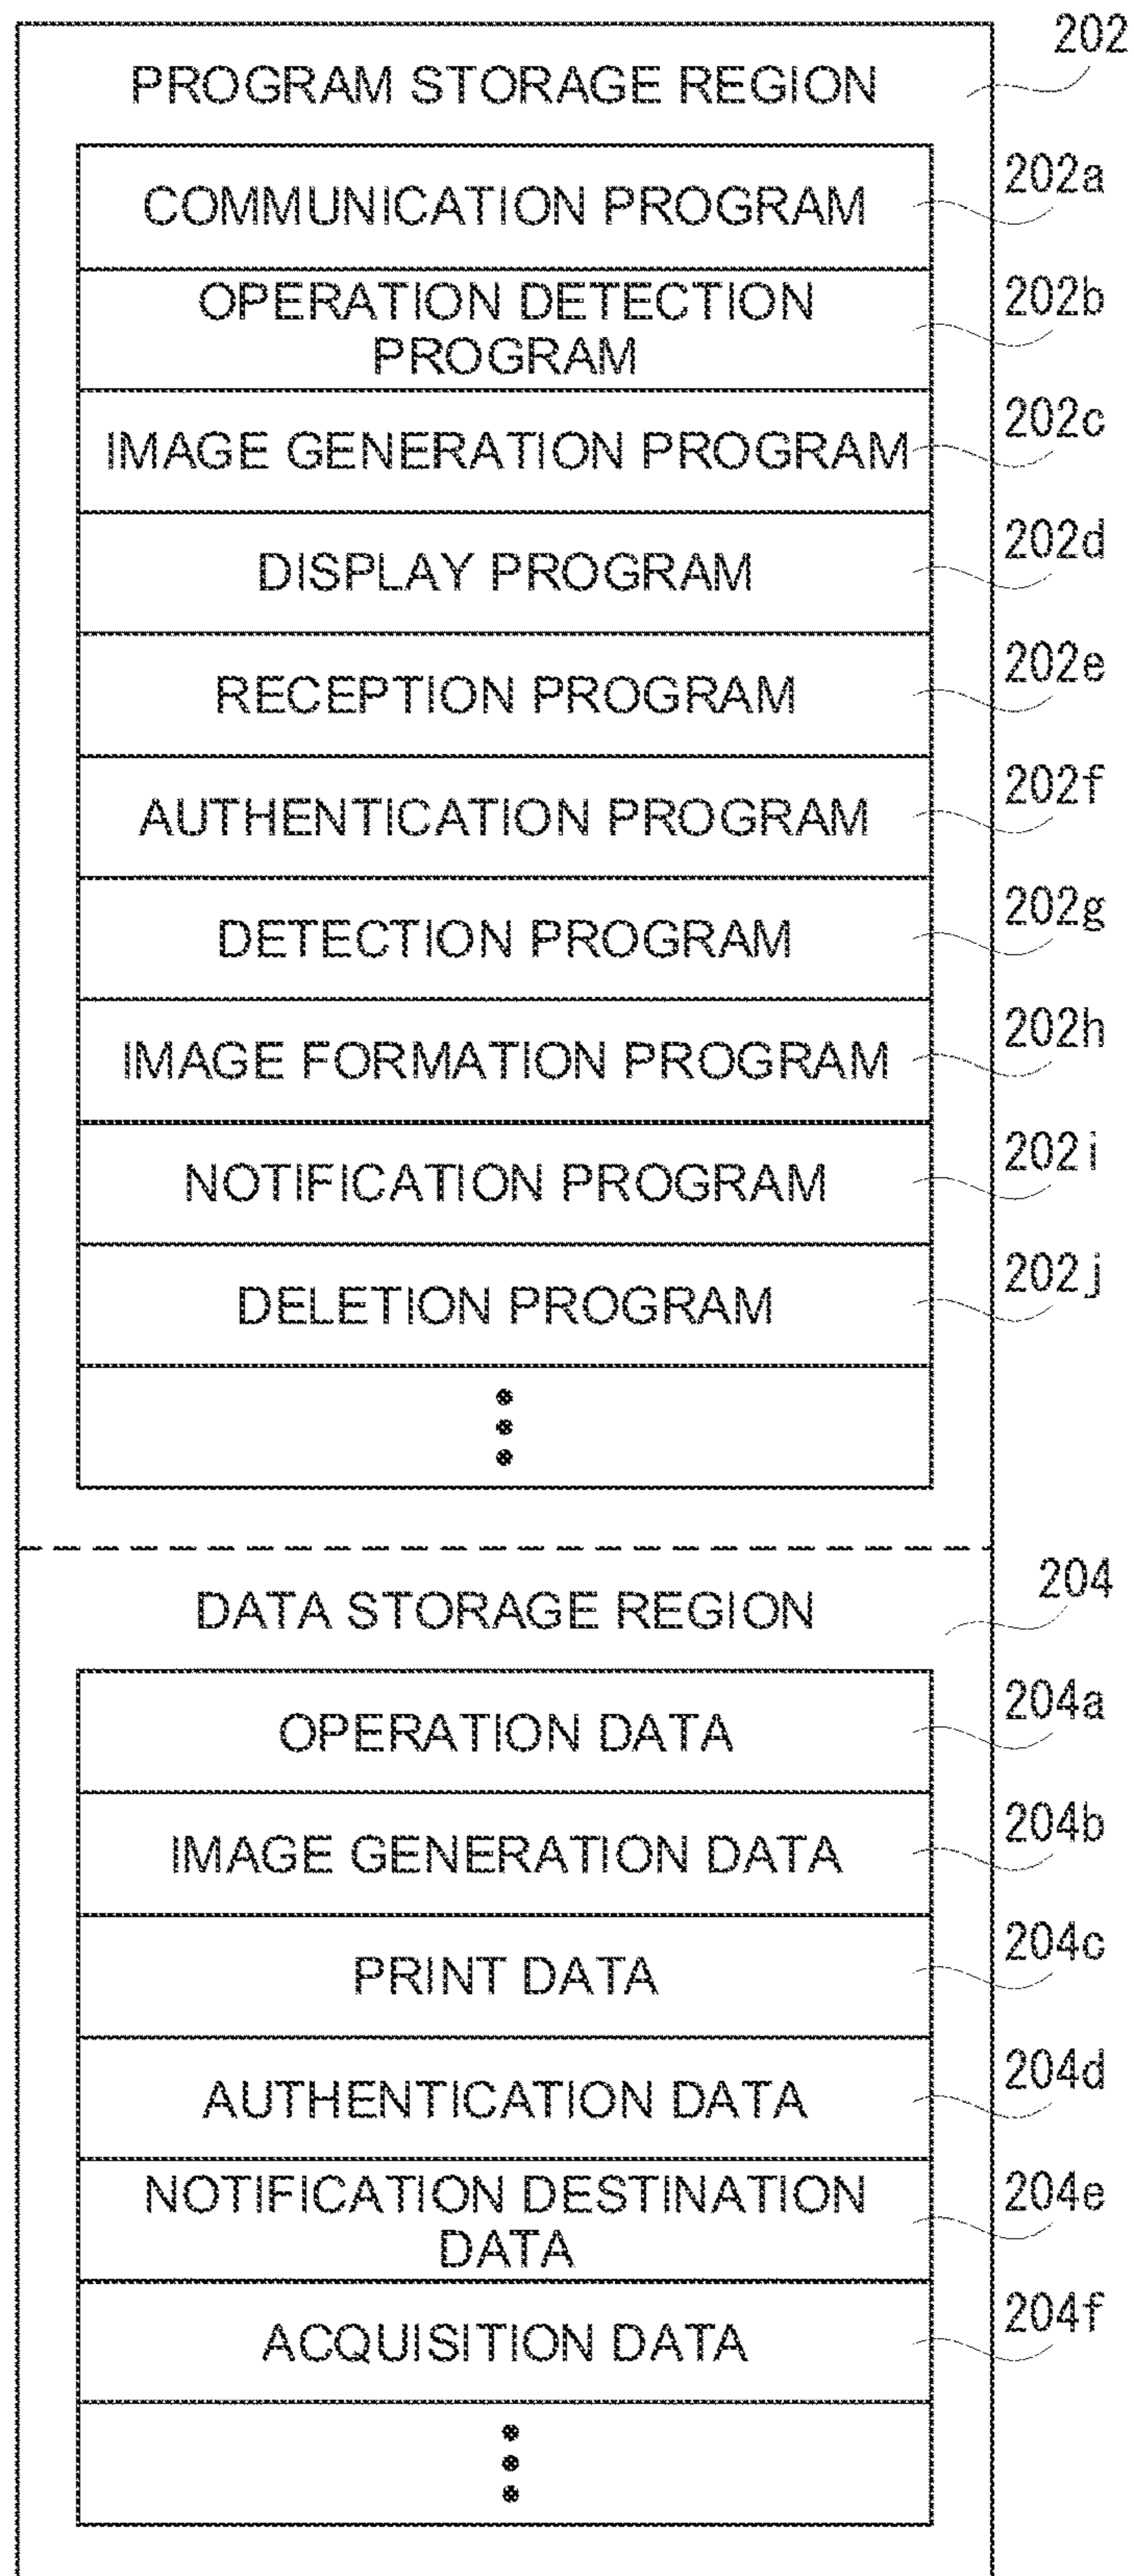 202
PROGRAM STORAGE REGION
COMMUNICATION PROGRAM
202a
OPERATION DETECTION
PROGRAM
202b
IMAGE GENERATION PROGRAM
202c
DISPLAY PROGRAM
202d
RECEPTION PROGRAM
202e
AUTHENTICATION PROGRAM
202f
DETECTION PROGRAM
202g
IMAGE FORMATION PROGRAM
202h
NOTIFICATION PROGRAM
202i
DELETION PROGRAM
202j
DATA STORAGE REGION
204
OPERATION DATA
204a
IMAGE GENERATION DATA
204b
PRINT DATA
204c
AUTHENTICATION DATA
204d
NOTIFICATION DESTINATION
DATA
204e
ACQUISITION DATA
204f